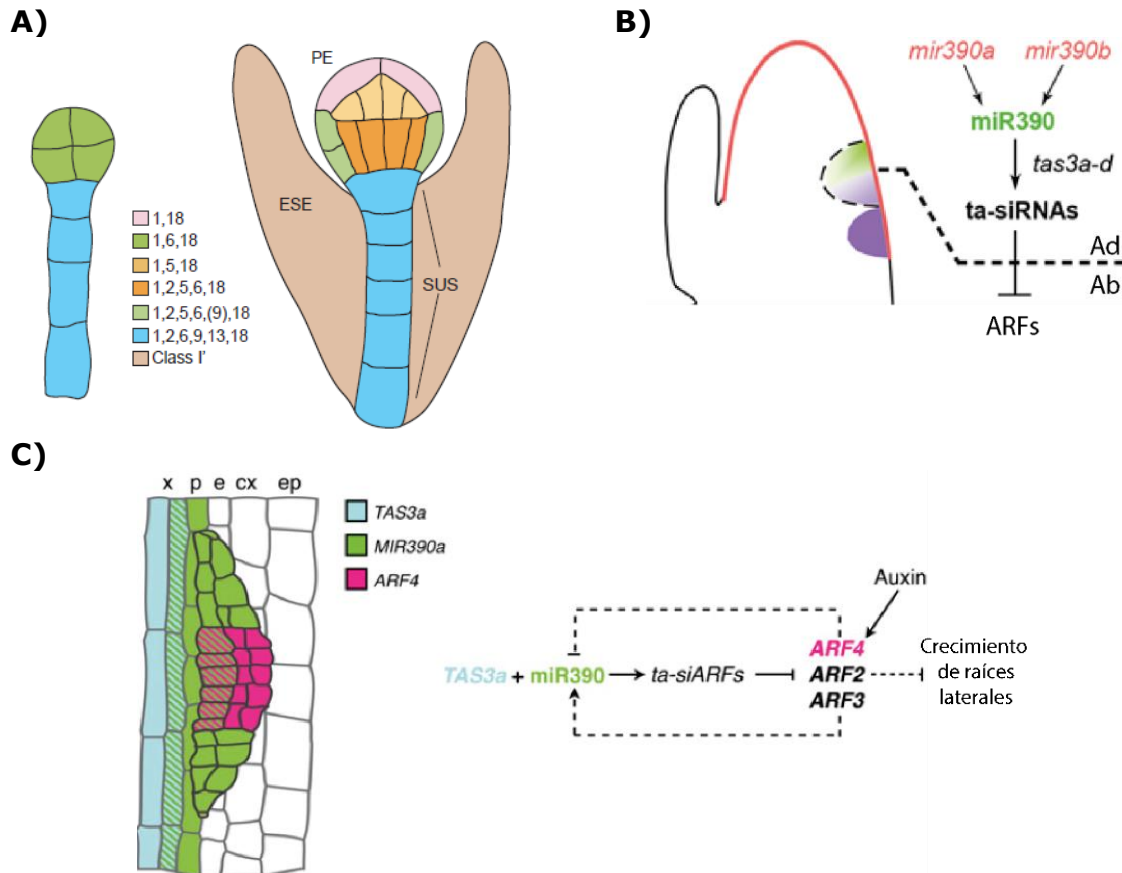 A)
PE
ESE
SUS
1,18
1,6,18
1,5,18
1,2,5,6,18
1,2,5,6,(9),18
1,2,6,9,13,18
Class I'
B)
mir390a mir390b
miR390
tas3a-d
ta-siRNAs
Ad
Ab
ARFs
C)
x p e cx ep
TAS3a
MIR390a
ARF4
Auxin
TAS3a + miR390 ta-siARFs
ARF4
ARF2
ARF3
Crecimiento
de raíces
laterales